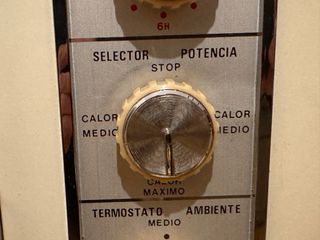 6H
SELECTOR POTENCIA
STOP
CALOR CALOR
MEDIO MEDIO
CALOR
MAXIMO
TERMOSTATO AMBIENTE
MEDIO